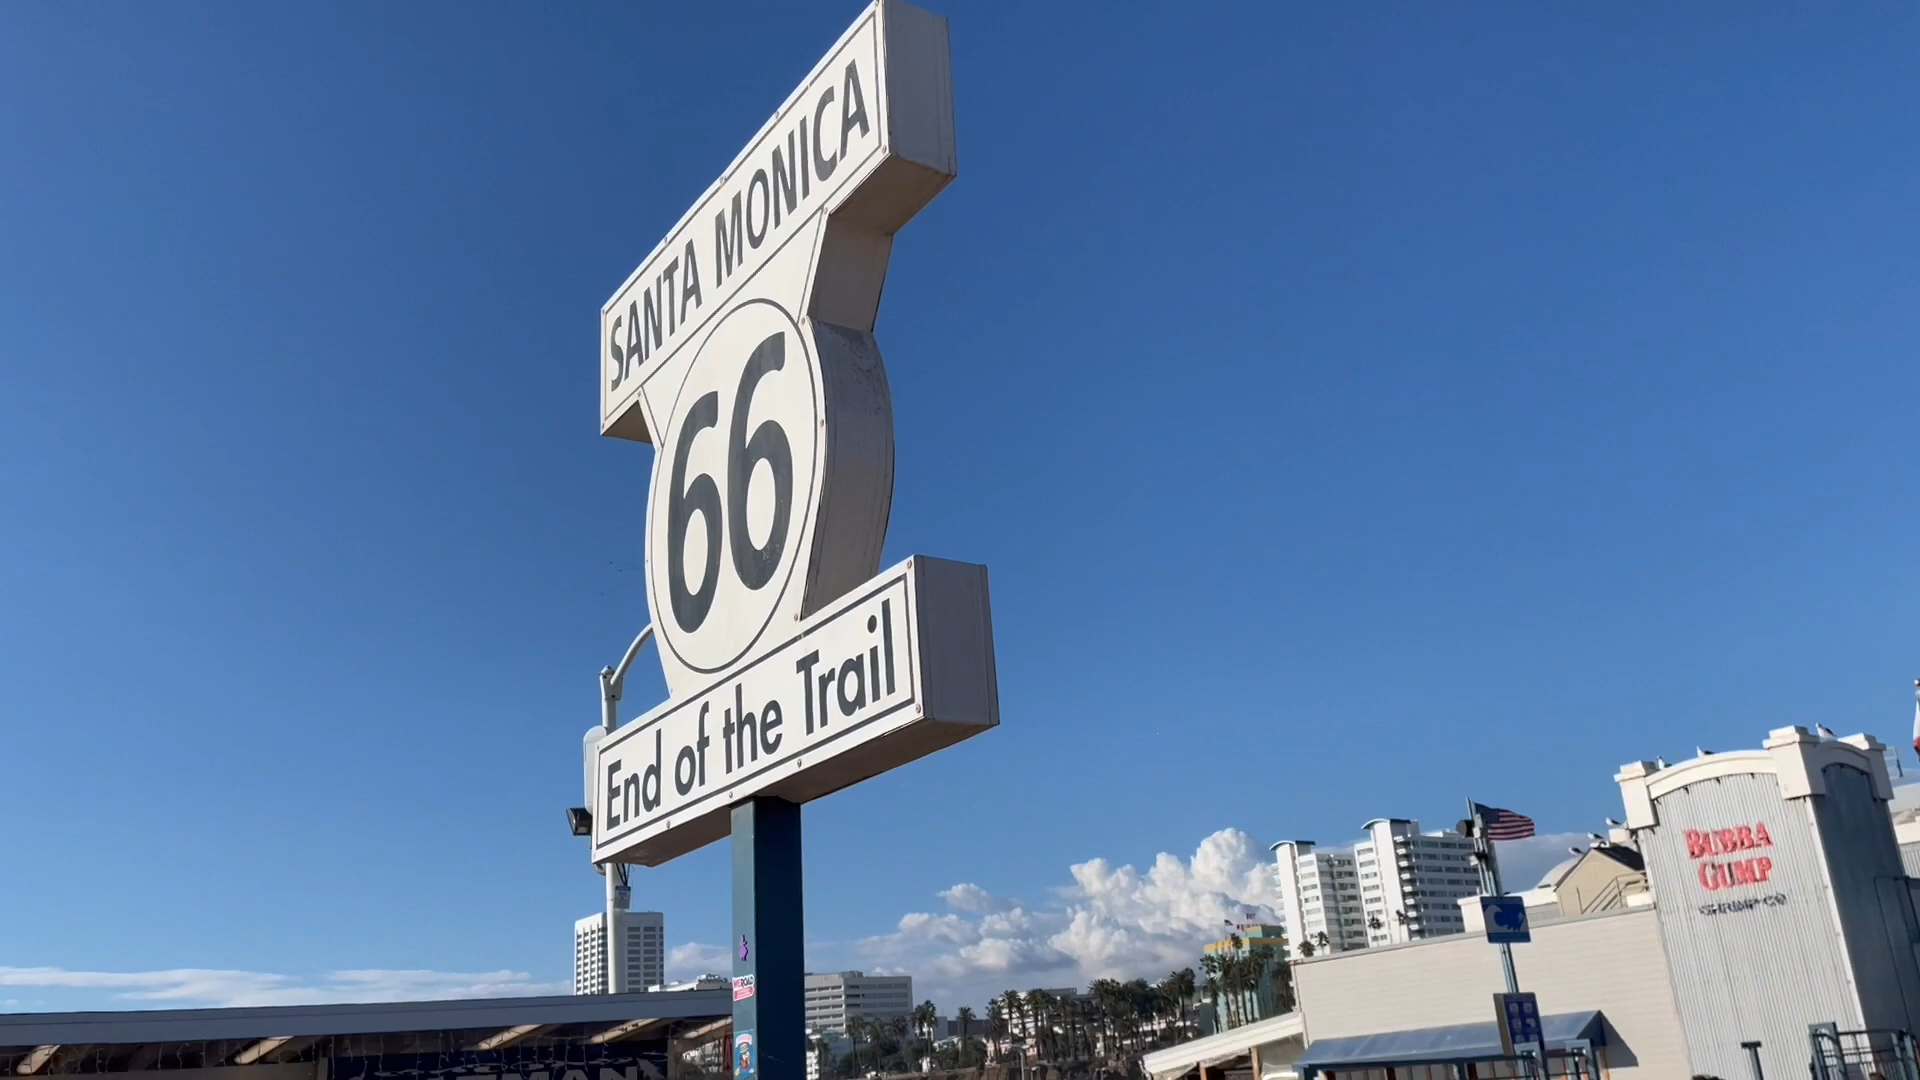 SANTA MONICA
66
End of the Trail
BUBBA
GUMP
SHRIMP CO